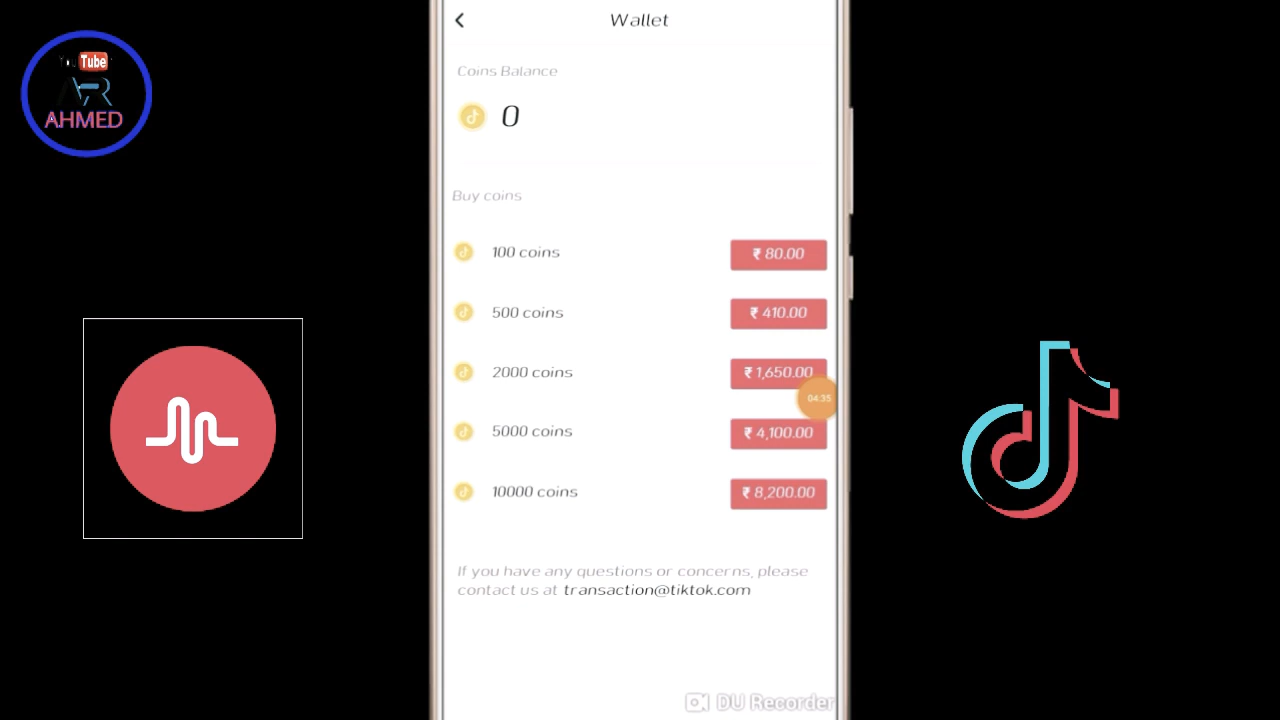 Tube
AHMED
Wallet
Coins Balance
0
Buy coins
100 coins
₹ 80.00
500 coins
₹ 410.00
2000 coins
₹ 1,650.00
04:35
5000 coins
₹ 4,100.00
10000 coins
₹ 8,200.00
If you have any questions or concerns, please
contact us at transaction@tiktok.com
DU Recorder